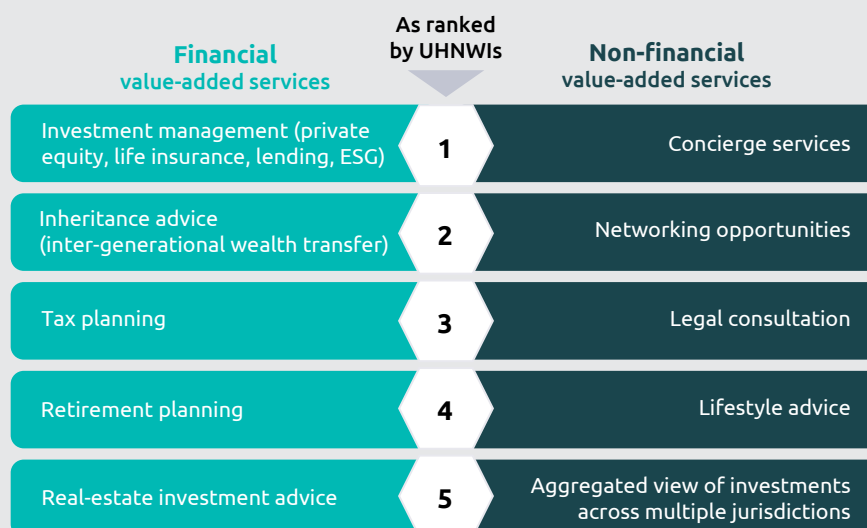 As ranked
by UHNWIs
Financial
value-added services
Non-financial
value-added services
Investment management (private
equity, life insurance, lending, ESG)
1
Concierge services
Inheritance advice
(inter-generational wealth transfer)
2
Networking opportunities
Tax planning
3
Legal consultation
Retirement planning
4
Lifestyle advice
Real-estate investment advice
5
Aggregated view of investments
across multiple jurisdictions